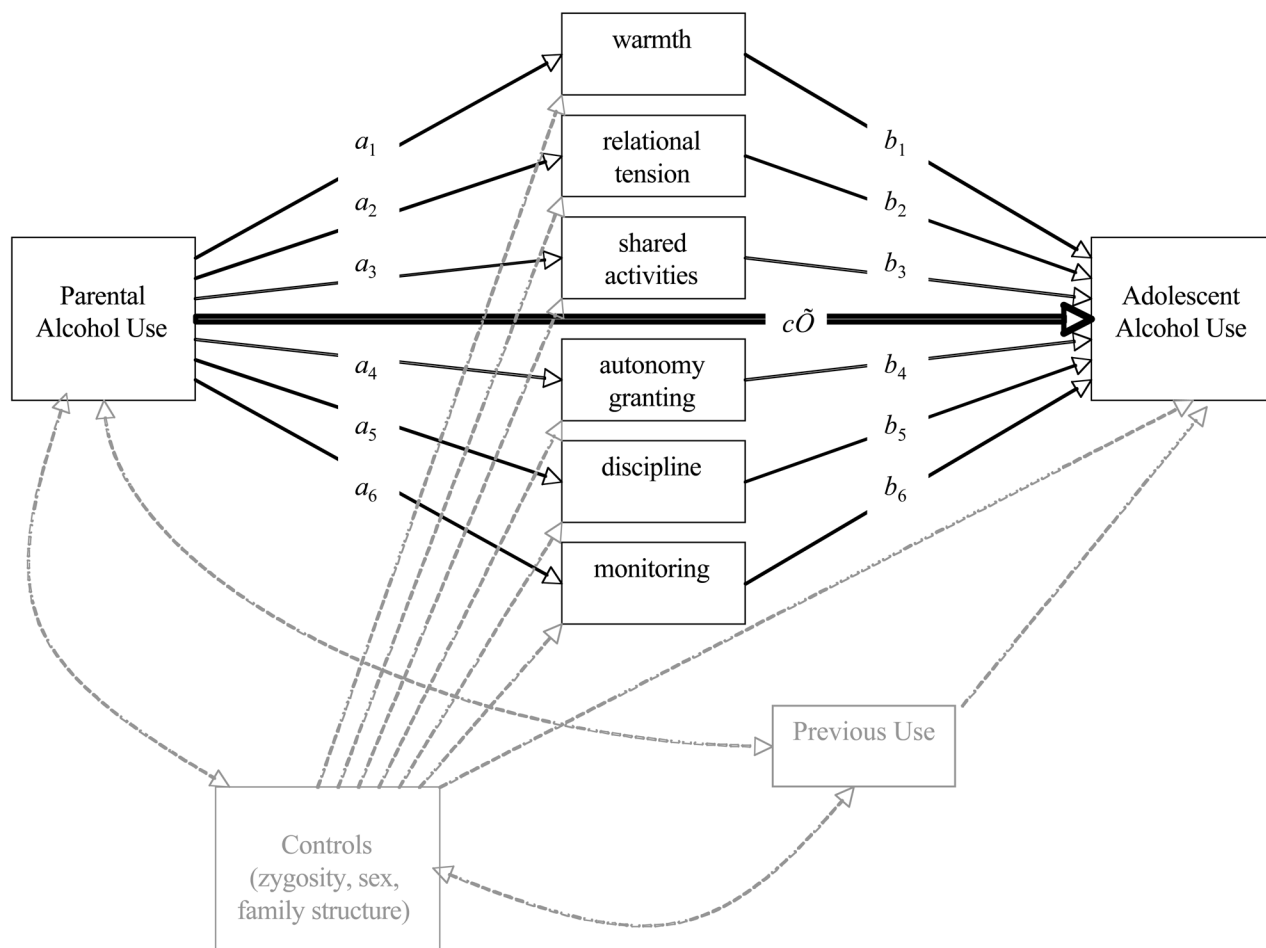 warmth
a1
b1
relational
tension
a2
b2
shared
activities
a3
b3
Parental
Alcohol Use
cÕ
Adolescent
Alcohol Use
a4
autonomy
granting
b4
a5
discipline
b5
a6
monitoring
b6
Previous Use
Controls
(zygosity, sex,
family structure)